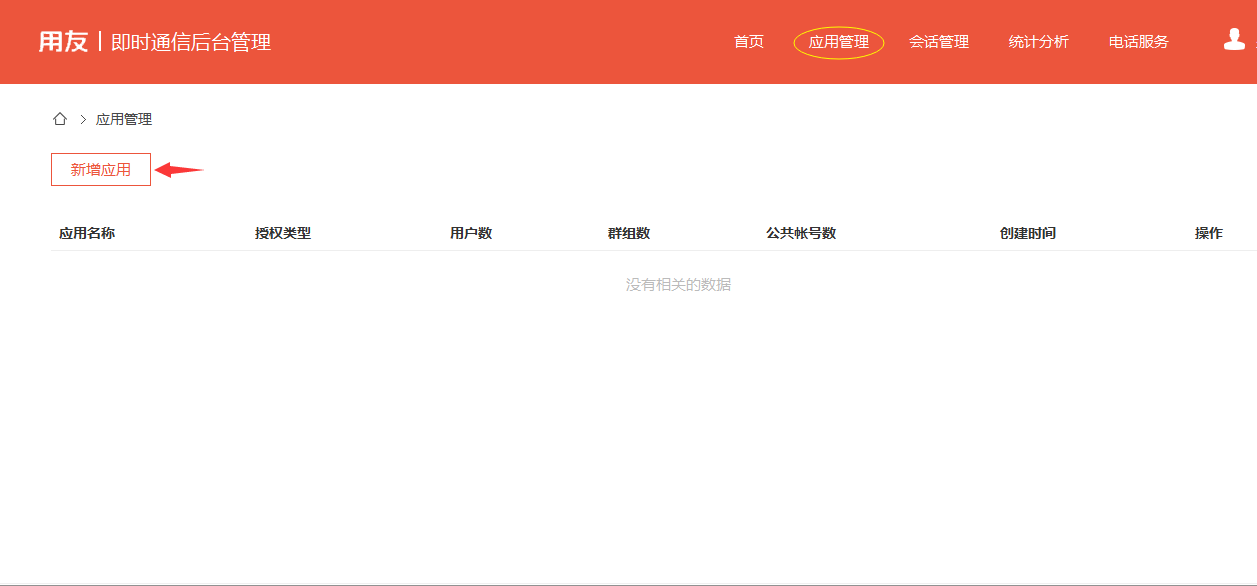 用友 | 即时通信后台管理 首页 应用管理 会话管理 统计分析 电话服务
应用管理
新增应用
应用名称 授权类型 用户数 群组数 公共帐号数 创建时间 操作
没有相关的数据